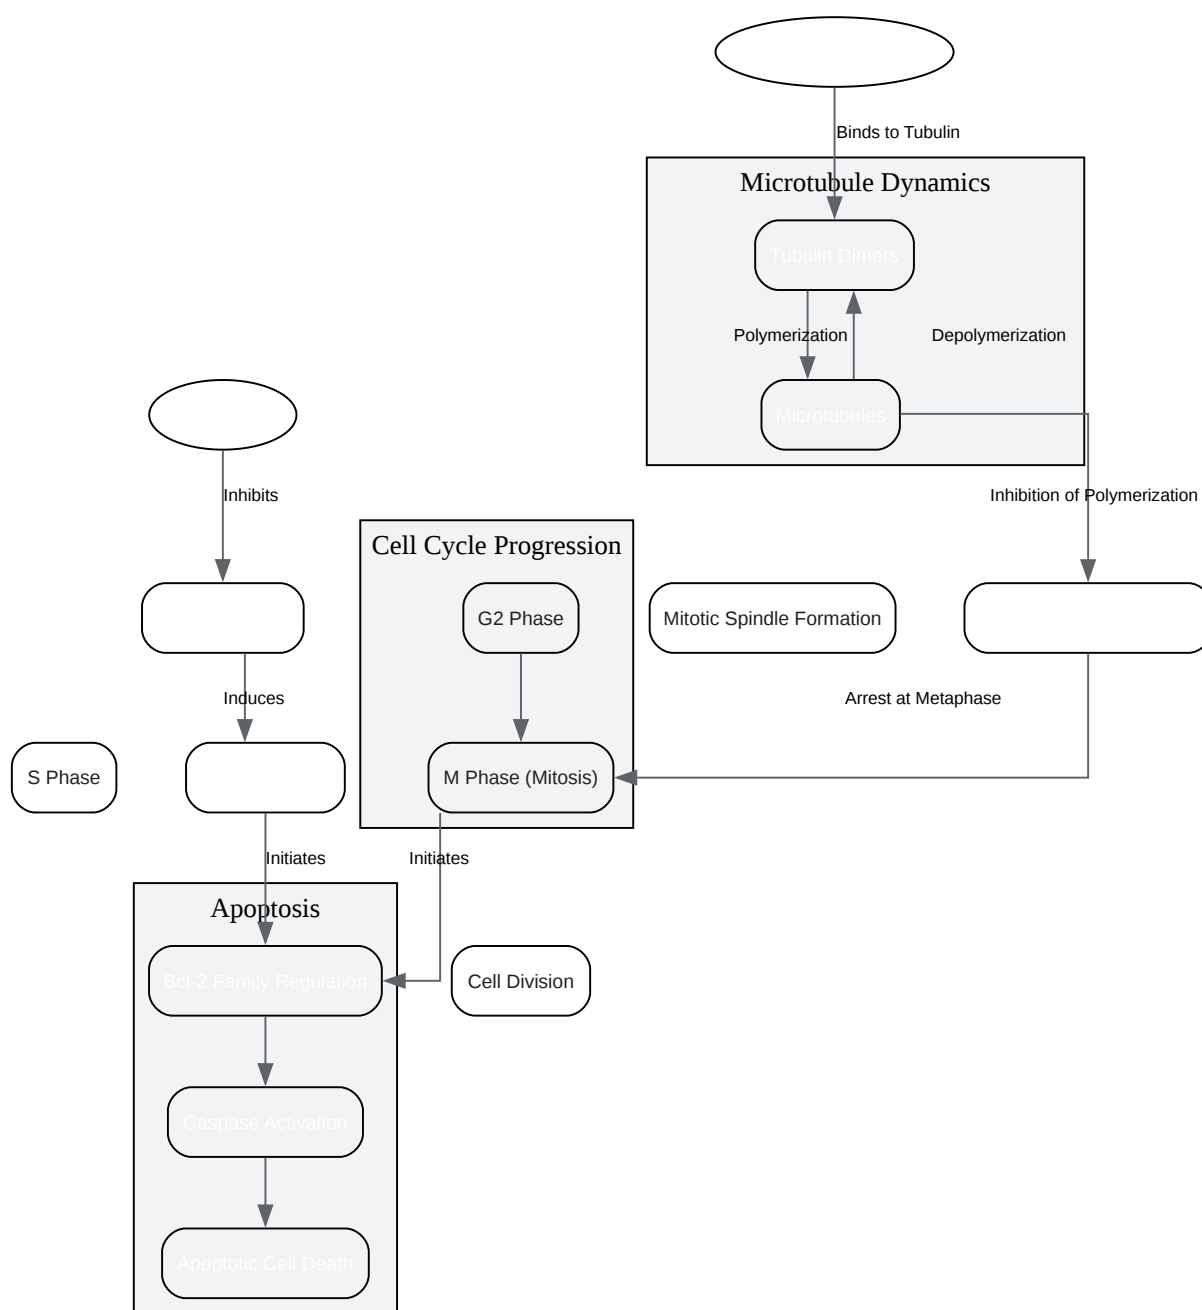 Binds to Tubulin
Microtubule Dynamics
Tubulin Dimers
Polymerization
Depolymerization
Microtubules
Inhibits
Inhibition of Polymerization
Cell Cycle Progression
G2 Phase
Mitotic Spindle Formation
Induces
Arrest at Metaphase
S Phase
M Phase (Mitosis)
Initiates
Initiates
Apoptosis
Bcl-2 Family Regulation
Cell Division
Caspase Activation
Apoptotic Cell Death